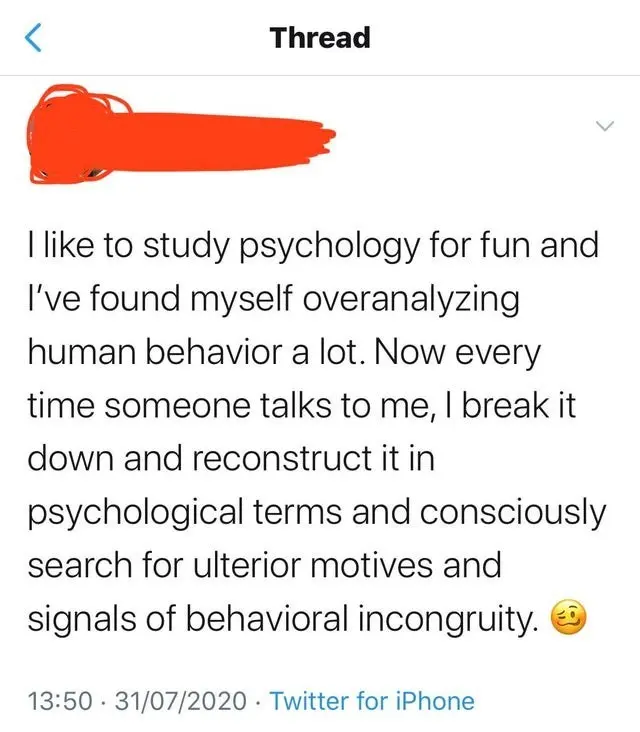 Thread
I like to study psychology for fun and
I’ve found myself overanalyzing
human behavior a lot. Now every
time someone talks to me, I break it
down and reconstruct it in
psychological terms and consciously
search for ulterior motives and
signals of behavioral incongruity. 🥴
13:50 · 31/07/2020 · Twitter for iPhone